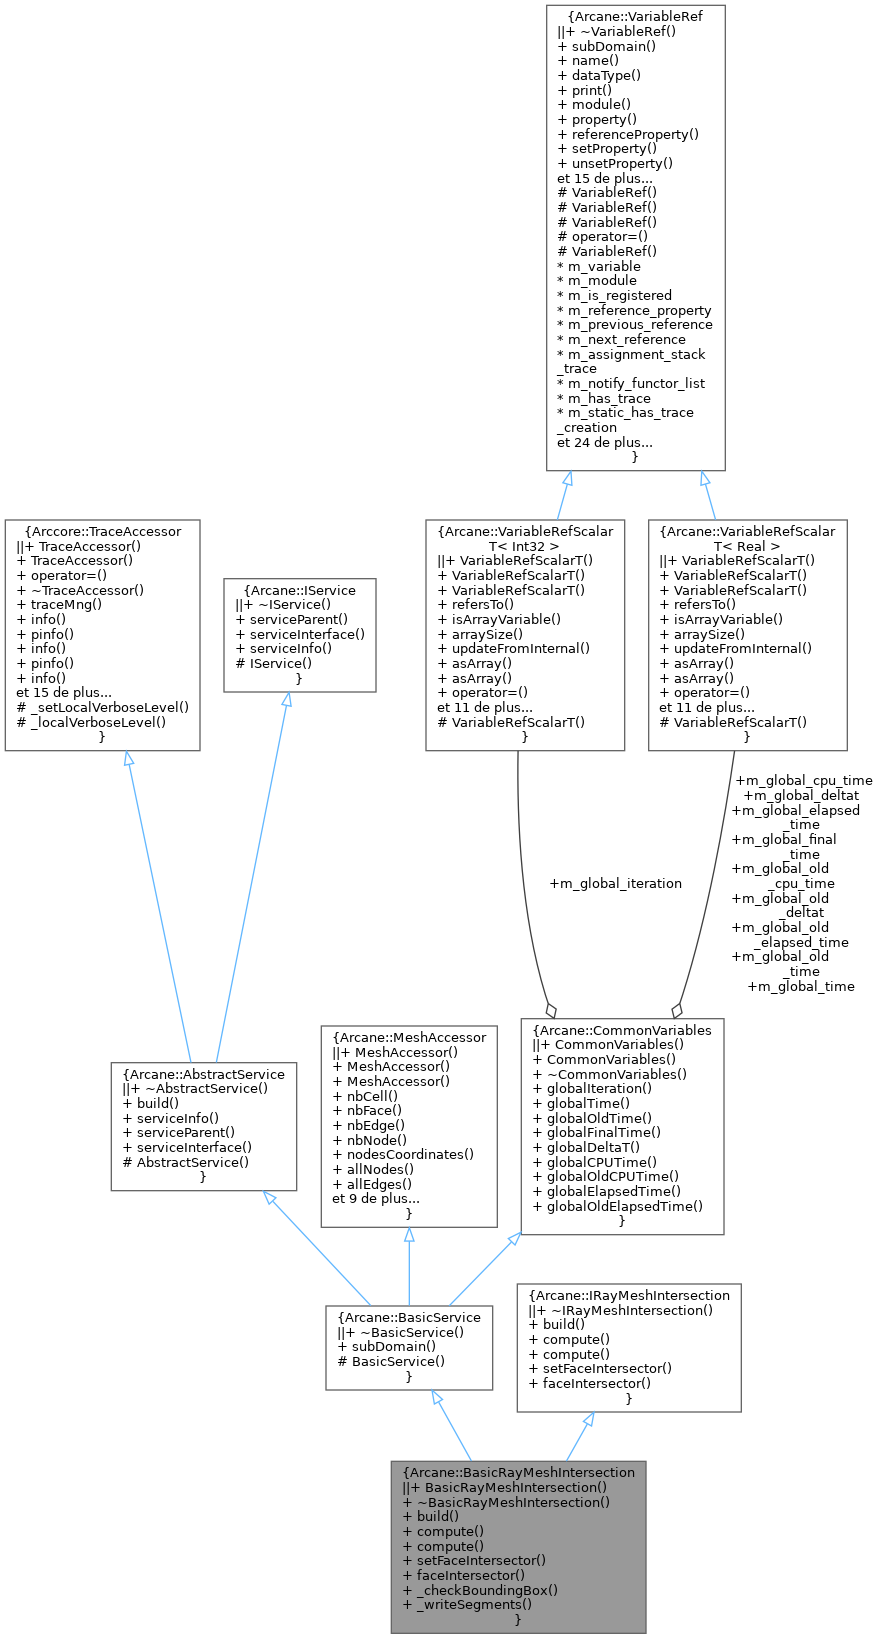 {Arcane::VariableRef
||+ ~VariableRef()
+ subDomain()
+ name()
+ dataType()
+ print()
+ module()
+ property()
+ referenceProperty()
+ setProperty()
+ unsetProperty()
et 15 de plus...
# VariableRef()
# VariableRef()
# VariableRef()
# operator=()
# VariableRef()
* m_variable
* m_module
* m_is_registered
* m_reference_property
* m_previous_reference
* m_next_reference
* m_assignment_stack
_trace
* m_notify_functor_list
* m_has_trace
* m_static_has_trace
_creation
et 24 de plus...
}
{Arccore::TraceAccessor
||+ TraceAccessor()
+ TraceAccessor()
+ operator=()
+ ~TraceAccessor()
+ traceMng()
+ info()
+ pinfo()
+ info()
+ pinfo()
+ info()
et 15 de plus...
# _setLocalVerboseLevel()
# _localVerboseLevel()
}
{Arcane::IService
||+ ~IService()
+ serviceParent()
+ serviceInterface()
+ serviceInfo()
# IService()
}
{Arcane::VariableRefScalar
T< Int32 >
||+ VariableRefScalarT()
+ VariableRefScalarT()
+ VariableRefScalarT()
+ refersTo()
+ isArrayVariable()
+ arraySize()
+ updateFromInternal()
+ asArray()
+ asArray()
+ operator=()
et 11 de plus...
# VariableRefScalarT()
}
{Arcane::VariableRefScalar
T< Real >
||+ VariableRefScalarT()
+ VariableRefScalarT()
+ VariableRefScalarT()
+ refersTo()
+ isArrayVariable()
+ arraySize()
+ updateFromInternal()
+ asArray()
+ asArray()
+ operator=()
et 11 de plus...
# VariableRefScalarT()
}
+m_global_iteration
+m_global_cpu_time
+m_global_deltat
+m_global_elapsed
_time
+m_global_final
_time
+m_global_old
_cpu_time
+m_global_old
_deltat
+m_global_old
_elapsed_time
+m_global_old
_time
+m_global_time
{Arcane::AbstractService
||+ ~AbstractService()
+ build()
+ serviceInfo()
+ serviceParent()
+ serviceInterface()
# AbstractService()
}
{Arcane::MeshAccessor
||+ MeshAccessor()
+ MeshAccessor()
+ MeshAccessor()
+ nbCell()
+ nbFace()
+ nbEdge()
+ nbNode()
+ nodesCoordinates()
+ allNodes()
+ allEdges()
et 9 de plus...
}
{Arcane::CommonVariables
||+ CommonVariables()
+ CommonVariables()
+ ~CommonVariables()
+ globalIteration()
+ globalTime()
+ globalOldTime()
+ globalFinalTime()
+ globalDeltaT()
+ globalCPUTime()
+ globalOldCPUTime()
+ globalElapsedTime()
+ globalOldElapsedTime()
}
{Arcane::BasicService
||+ ~BasicService()
+ subDomain()
# BasicService()
}
{Arcane::IRayMeshIntersection
||+ ~IRayMeshIntersection()
+ build()
+ compute()
+ compute()
+ setFaceIntersector()
+ faceIntersector()
}
{Arcane::BasicRayMeshIntersection
||+ BasicRayMeshIntersection()
+ ~BasicRayMeshIntersection()
+ build()
+ compute()
+ compute()
+ setFaceIntersector()
+ faceIntersector()
+ _checkBoundingBox()
+ _writeSegments()
}